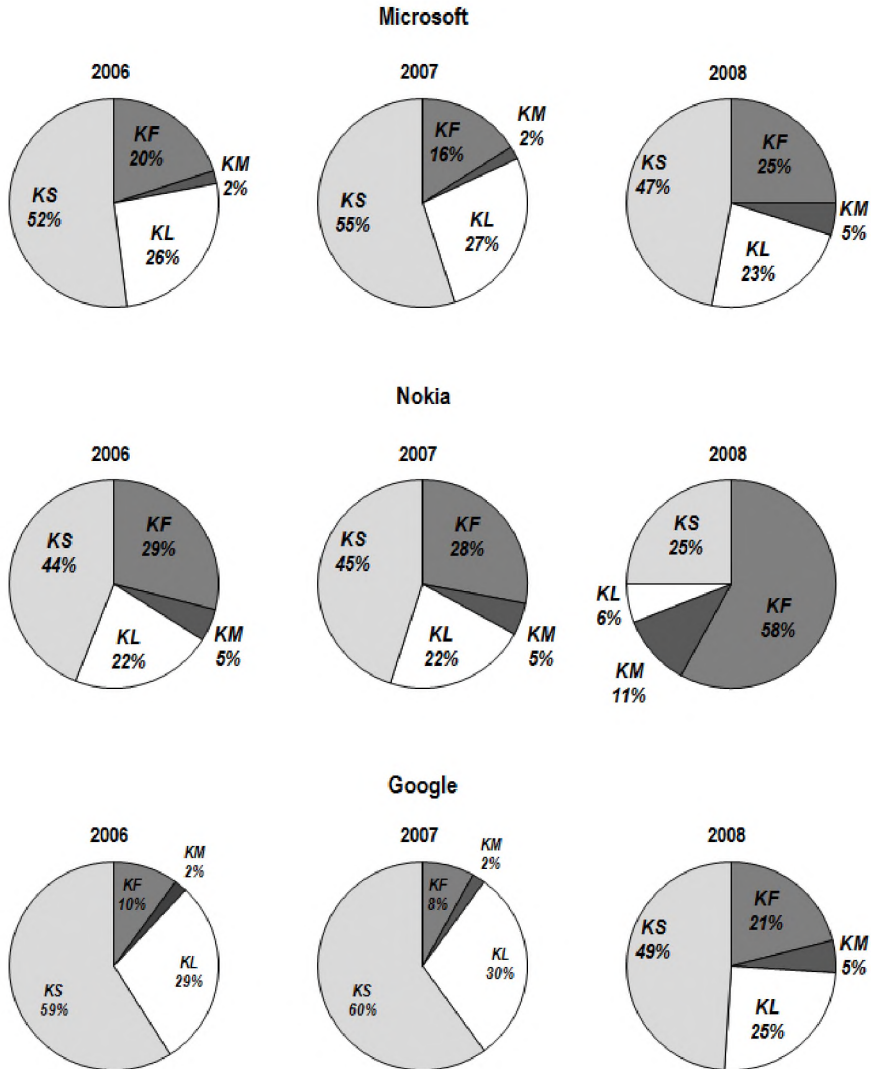 Microsoft
2006
2007
2008
KF
20%
KM
2%
KS
52%
KL
26%
KF
16%
KM
2%
KS
55%
KL
27%
KS
47%
KF
25%
KM
5%
KL
23%
Nokia
2006
2007
2008
KS
44%
KF
29%
KL
22%
KM
5%
KS
45%
KF
28%
KL
22%
KM
5%
KS
25%
KL
6%
KF
58%
KM
11%
Google
2006
2007
2008
KM
2%
KF
10%
KL
29%
KS
59%
KM
2%
KF
8%
KL
30%
KS
60%
KS
49%
KF
21%
KM
5%
KL
25%